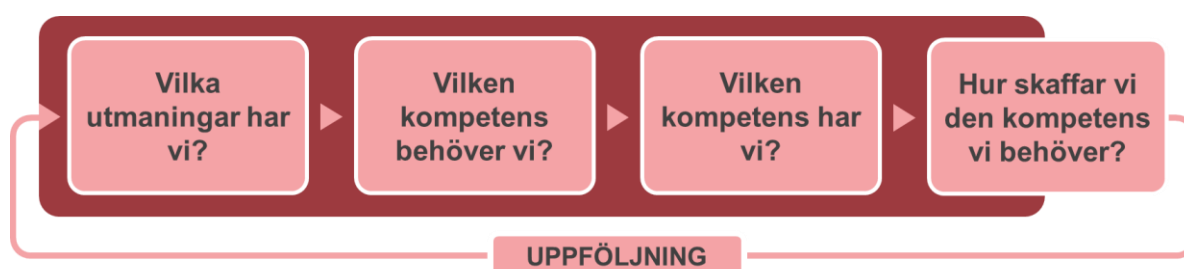 Vilka
utmaningar har
vi?
Vilken
kompetens
behöver vi?
Vilken
kompetens har
vi?
Hur skaffar vi
den kompetens
vi behöver?
UPPFÖLJNING